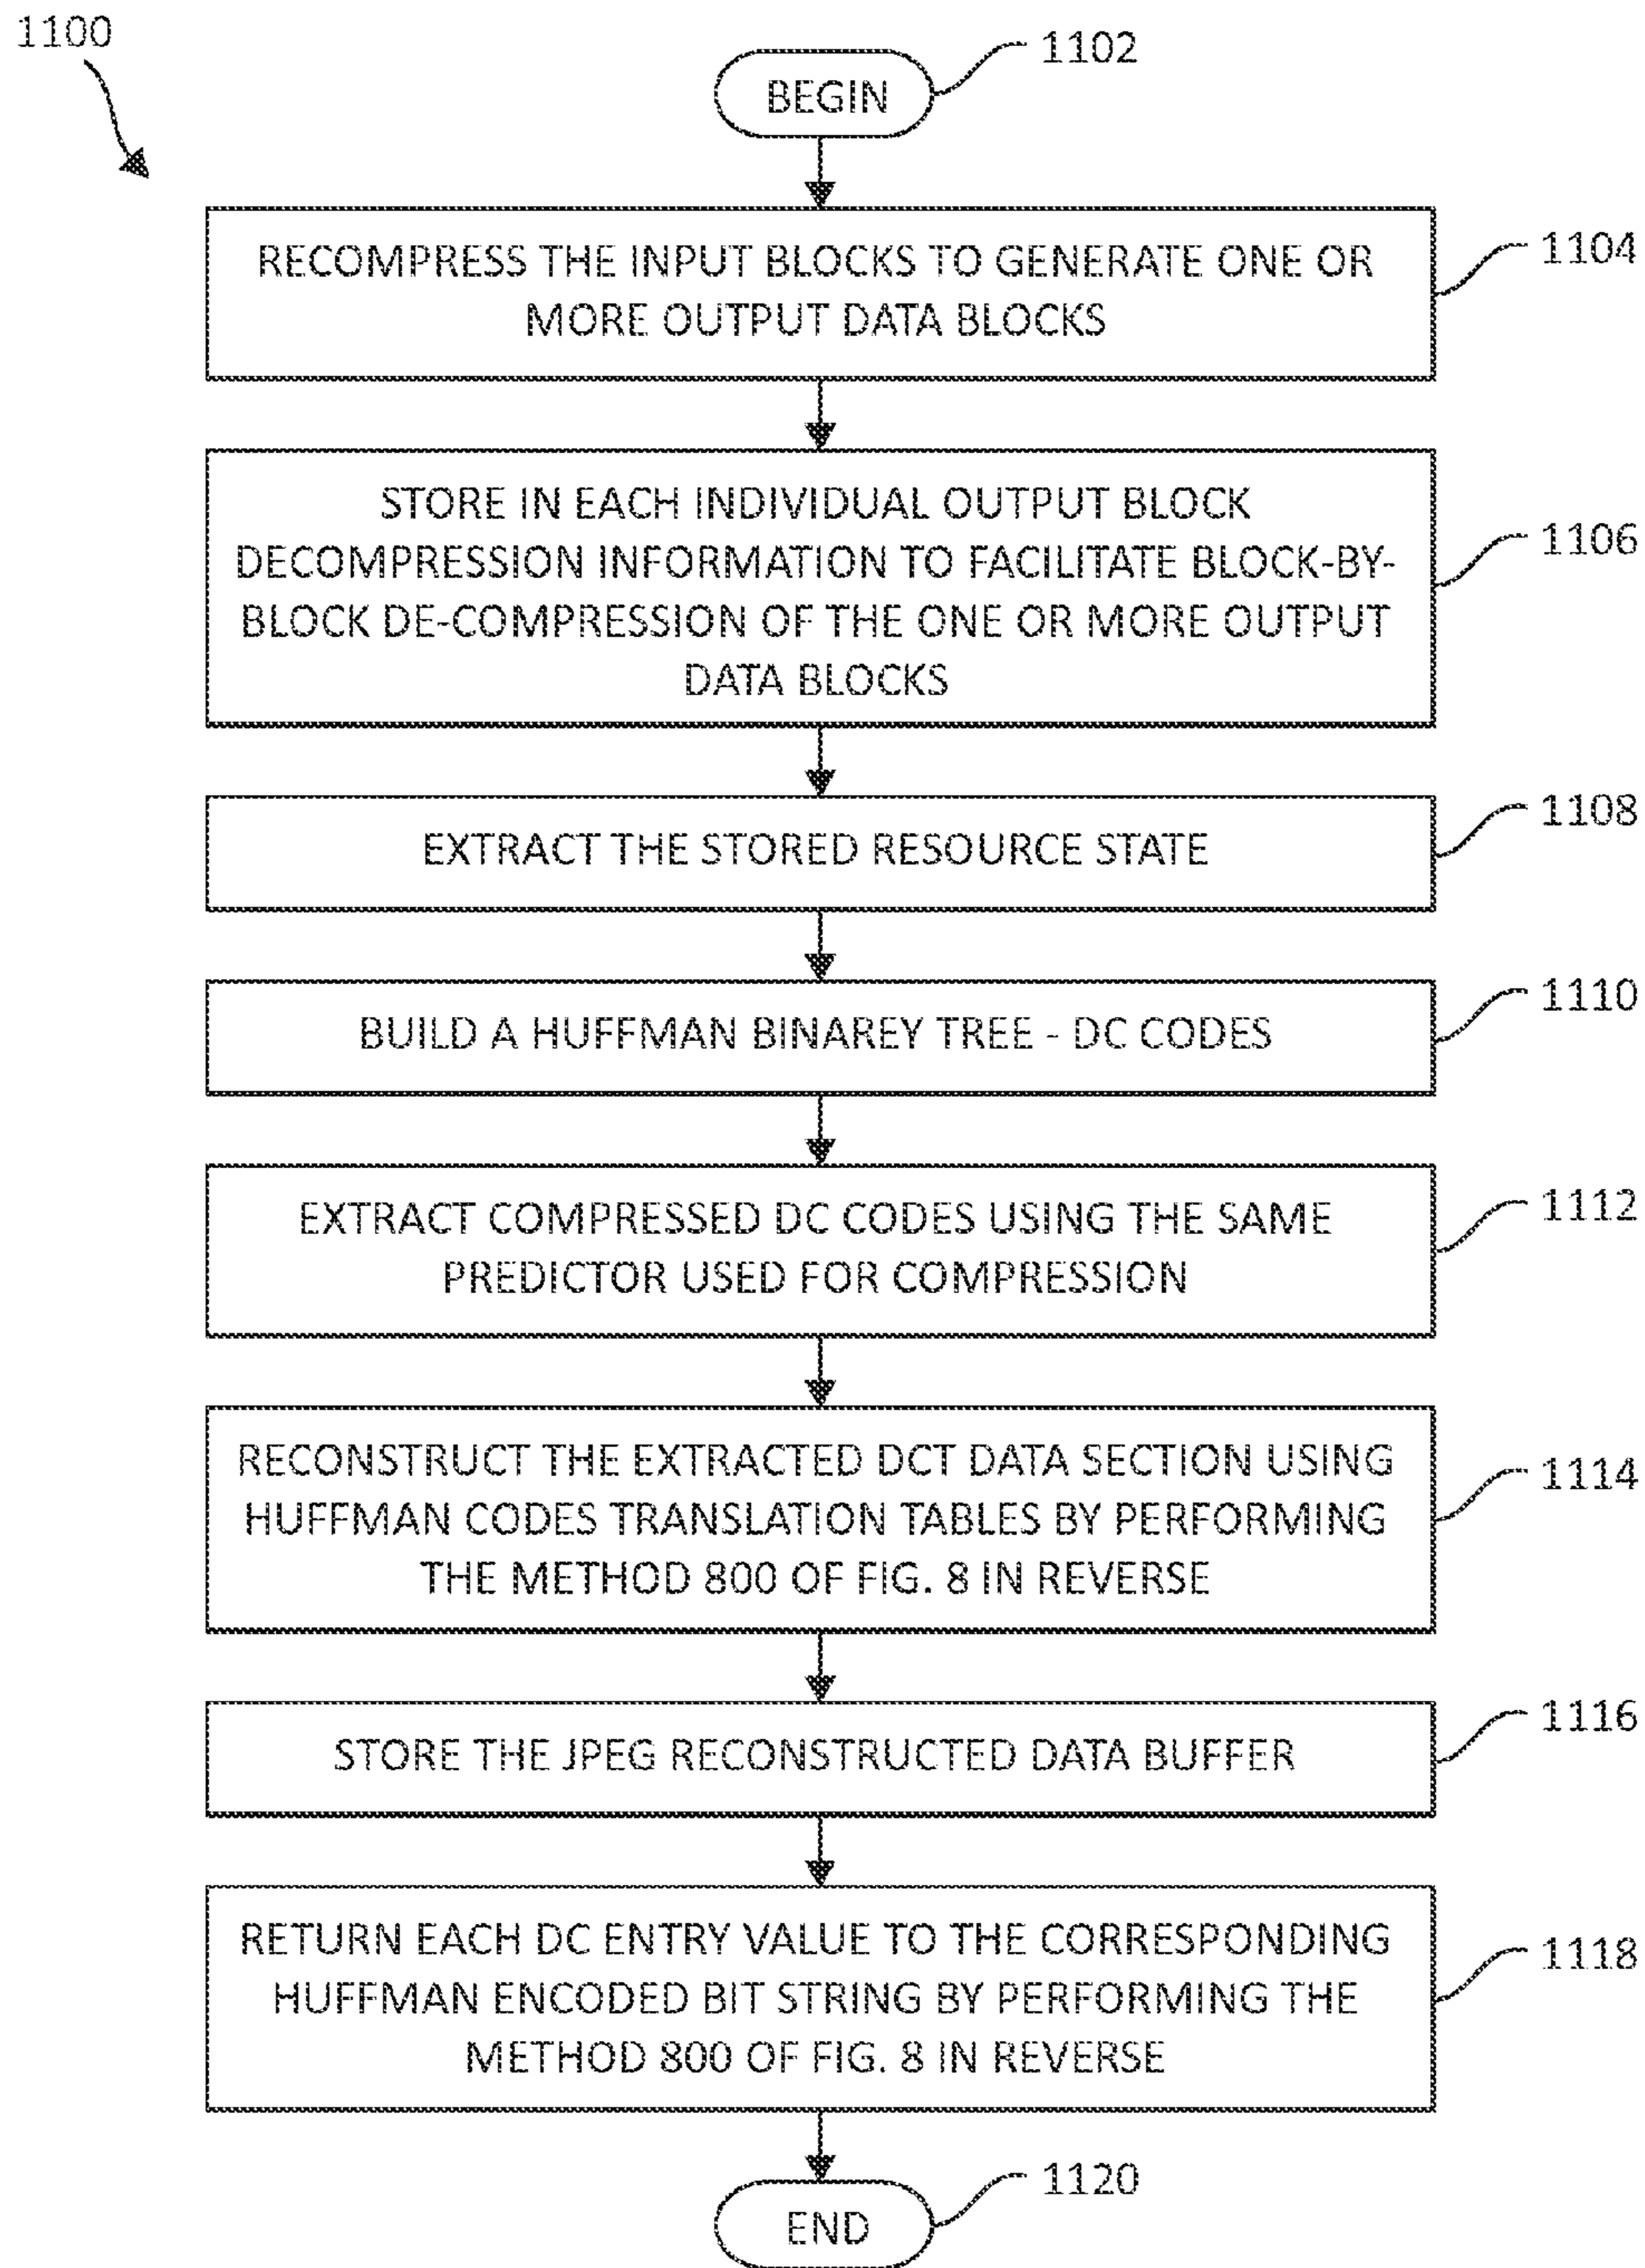 1100
1102
BEGIN
RECOMPRESS THE INPUT BLOCKS TO GENERATE ONE OR
MORE OUTPUT DATA BLOCKS
1104
STORE IN EACH INDIVIDUAL OUTPUT BLOCK
DECOMPRESSION INFORMATION TO FACILITATE BLOCK-BY-
BLOCK DE-COMPRESSION OF THE ONE OR MORE OUTPUT
DATA BLOCKS
1106
EXTRACT THE STORED RESOURCE STATE
1108
BUILD A HUFFMAN BINAREY TREE - DC CODES
1110
EXTRACT COMPRESSED DC CODES USING THE SAME
PREDICTOR USED FOR COMPRESSION
1112
RECONSTRUCT THE EXTRACTED DCT DATA SECTION USING
HUFFMAN CODES TRANSLATION TABLES BY PERFORMING
THE METHOD 800 OF FIG. 8 IN REVERSE
1114
STORE THE JPEG RECONSTRUCTED DATA BUFFER
1116
RETURN EACH DC ENTRY VALUE TO THE CORRESPONDING
HUFFMAN ENCODED BIT STRING BY PERFORMING THE
METHOD 800 OF FIG. 8 IN REVERSE
1118
1120
END